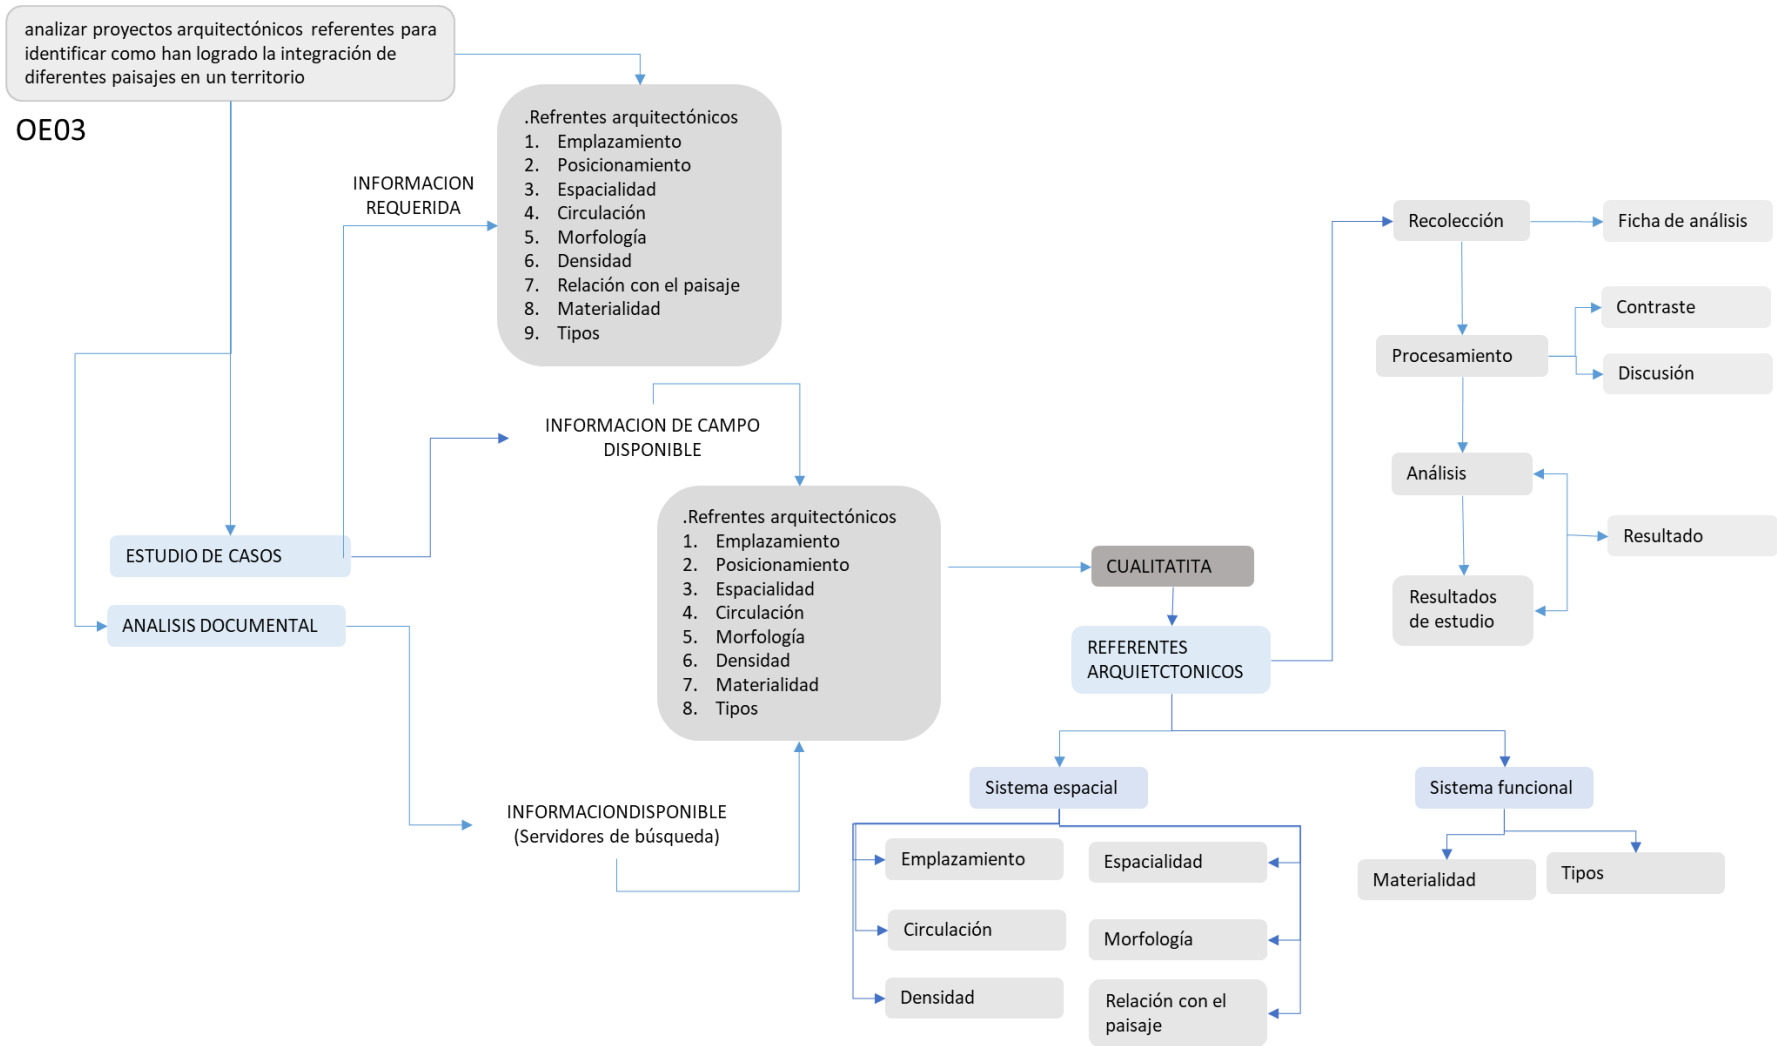 analizar proyectos arquitectónicos referentes para
identificar como han logrado la integración de
diferentes paisajes en un territorio
OE03
.Refrentes arquitectónicos
1. Emplazamiento
2. Posicionamiento
3. Espacialidad
4. Circulación
5. Morfología
6. Densidad
7. Relación con el paisaje
8. Materialidad
9. Tipos
INFORMACION
REQUERIDA
INFORMACION DE CAMPO
DISPONIBLE
ESTUDIO DE CASOS
ANALISIS DOCUMENTAL
.Refrentes arquitectónicos
1. Emplazamiento
2. Posicionamiento
3. Espacialidad
4. Circulación
5. Morfología
6. Densidad
7. Materialidad
8. Tipos
INFORMACIONDISPONIBLE
(Servidores de búsqueda)
CUALITATITA
REFERENTES
ARQUIETCTONICOS
Recolección
Ficha de análisis
Procesamiento
Contraste
Discusión
Análisis
Resultado
Resultados
de estudio
Sistema espacial
Sistema funcional
Emplazamiento
Espacialidad
Circulación
Morfología
Densidad
Relación con el
paisaje
Materialidad
Tipos